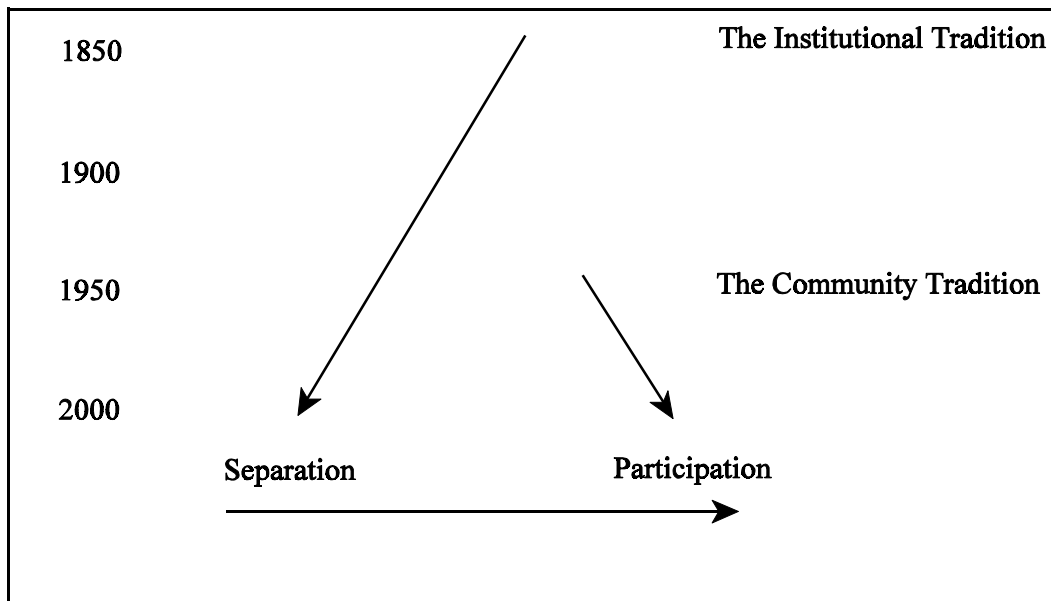 1850 The Institutional Tradition
1900
1950 The Community Tradition
2000
Separation Participation